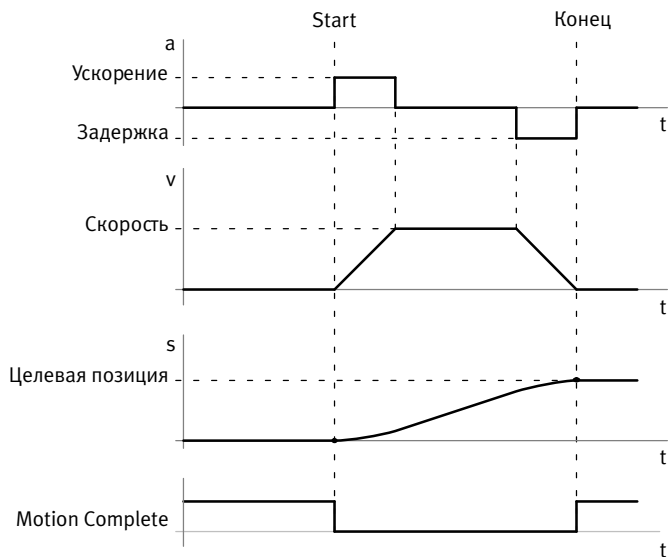 Start
Конец
a
Ускорение
t
Задержка
v
Скорость
t
s
Целевая позиция
t
Motion Complete
t